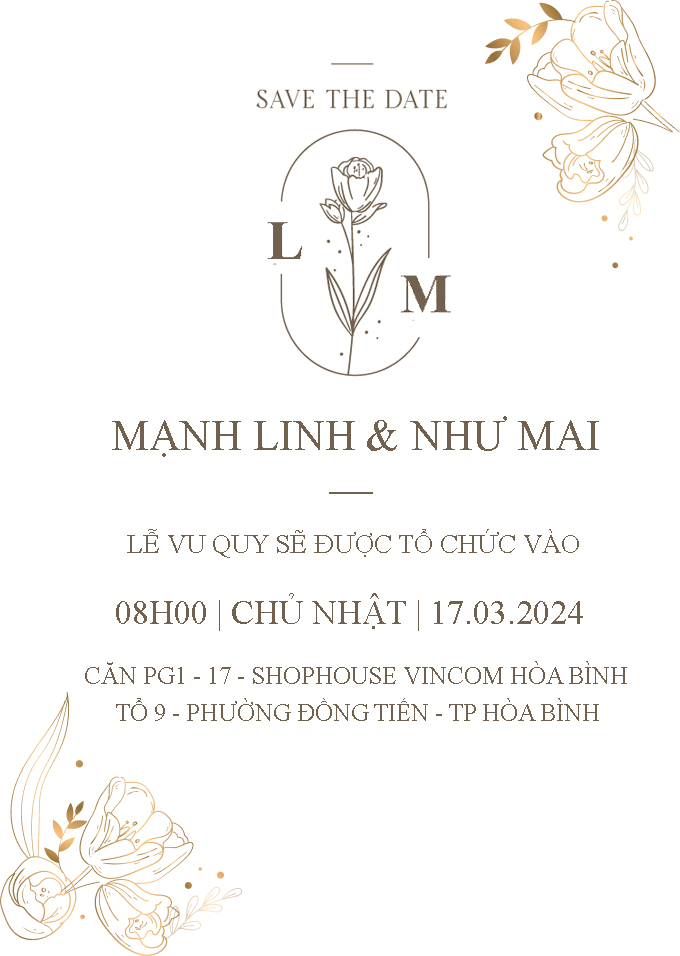 SAVE THE DATE
L
M
MẠNH LINH & NHƯ MAI
LỄ VU QUY SẼ ĐƯỢC TỔ CHỨC VÀO
08H00 | CHỦ NHẬT | 17.03.2024
CĂN PG1 - 17 - SHOPHOUSE VINCOM HÒA BÌNH
TỔ 9 - PHƯỜNG ĐỒNG TIẾN - TP HÒA BÌNH